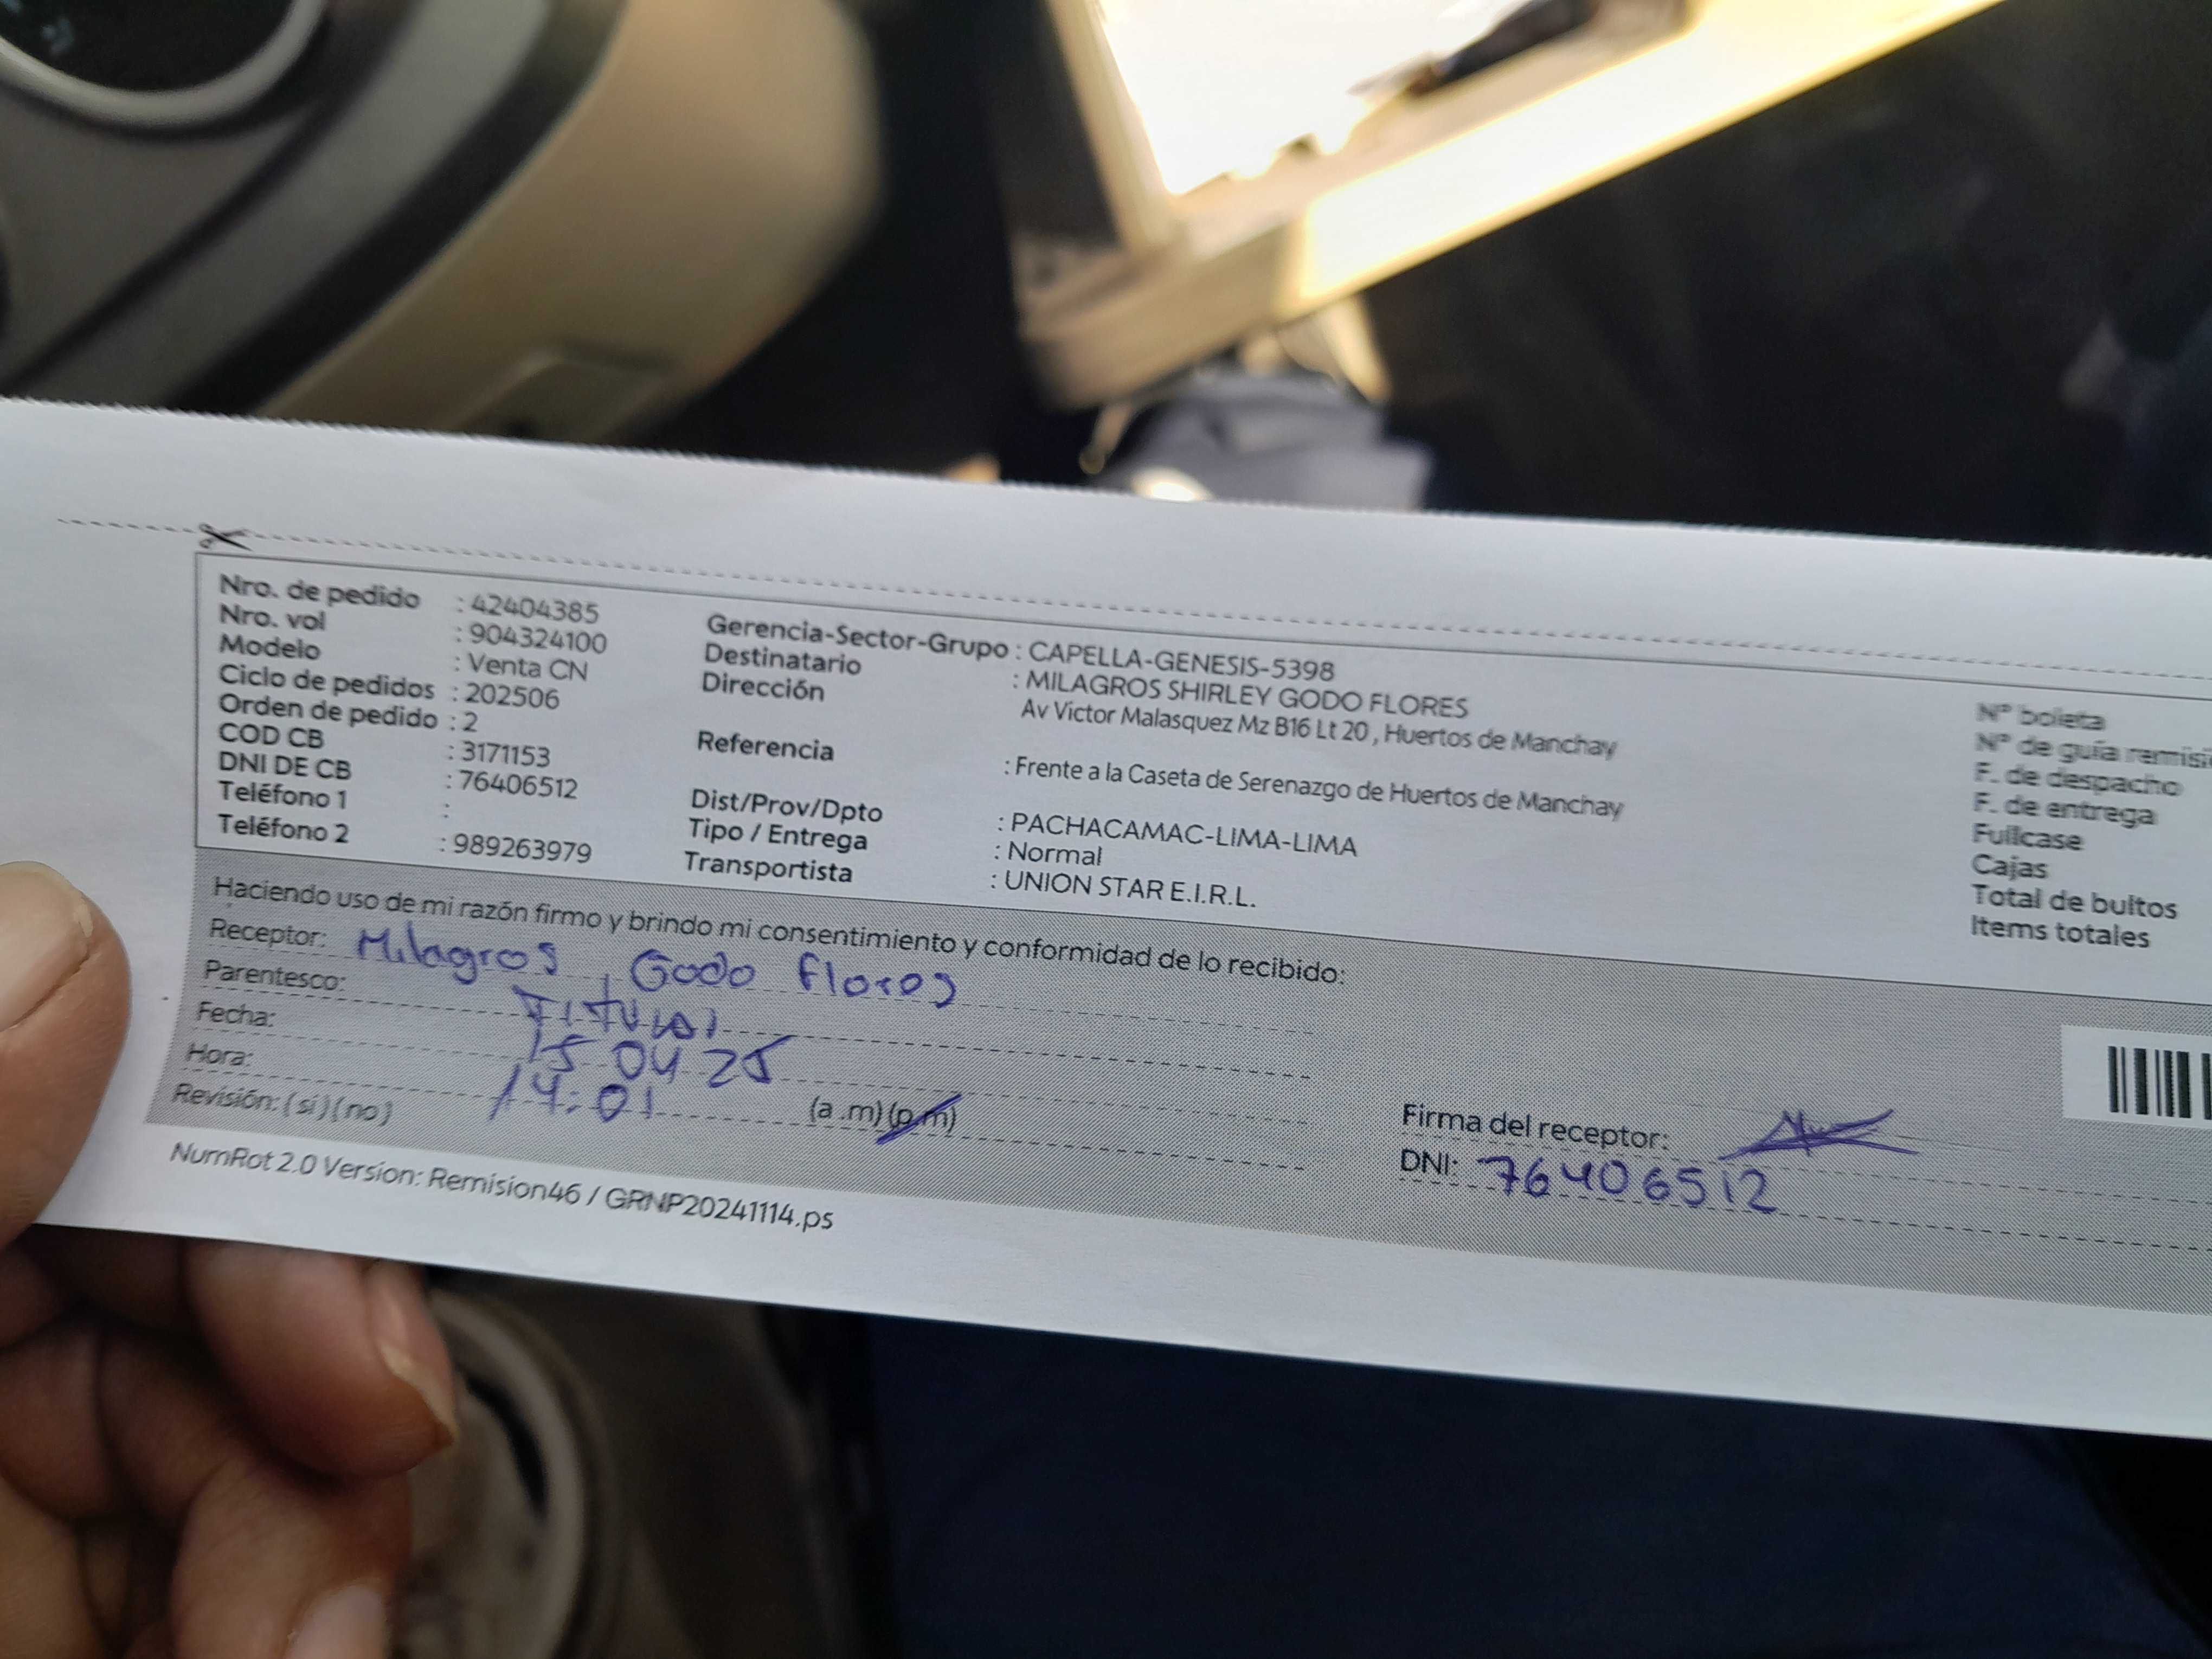 Nro. de pedido : 42404385
Nro. vol : 904324100
Modelo : Venta CN
Ciclo de pedidos : 202506
Orden de pedido : 2
COD CB : 3171153
DNI DE CB : 76406512
Teléfono 1 :
Teléfono 2 : 989263979
Gerencia-Sector-Grupo : CAPELLA-GENESIS-5398
Destinatario : MILAGROS SHIRLEY GODO FLORES
Dirección Av Victor Malasquez Mz B16 Lt 20 , Huertos de Manchay
Referencia : Frente a la Caseta de Serenazgo de Huertos de Manchay
Dist/Prov/Dpto : PACHACAMAC-LIMA-LIMA
Tipo / Entrega : Normal
Transportista : UNION STAR E.I.R.L.
N° boleta
N° de guía remisi
F. de despacho
F. de entrega
Fullcase
Cajas
Total de bultos
Items totales
Haciendo uso de mi razón firmo y brindo mi consentimiento y conformidad de lo recibido:
Receptor: Milagros Godo Flores
Parentesco: TITULAR
Fecha: 15 04 25
Hora: 14:01 (a .m) (p.m)
Revisión: ( si ) ( no )
Firma del receptor:
DNI: 76406512
NumRot 2.0 Version: Remision46 / GRNP20241114.ps